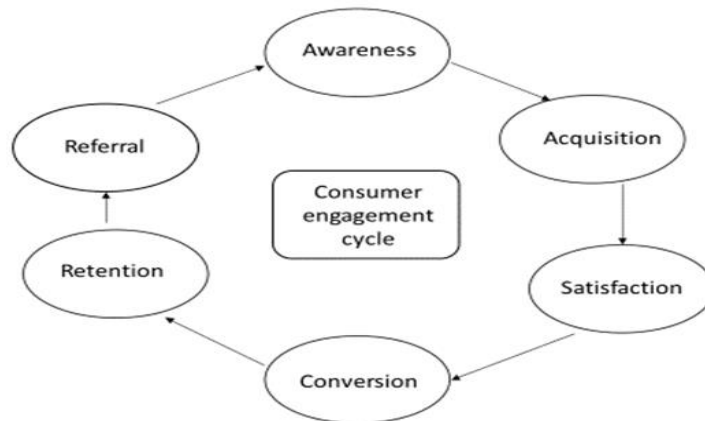 Awareness
Acquisition
Satisfaction
Conversion
Retention
Referral
Consumer
engagement
cycle